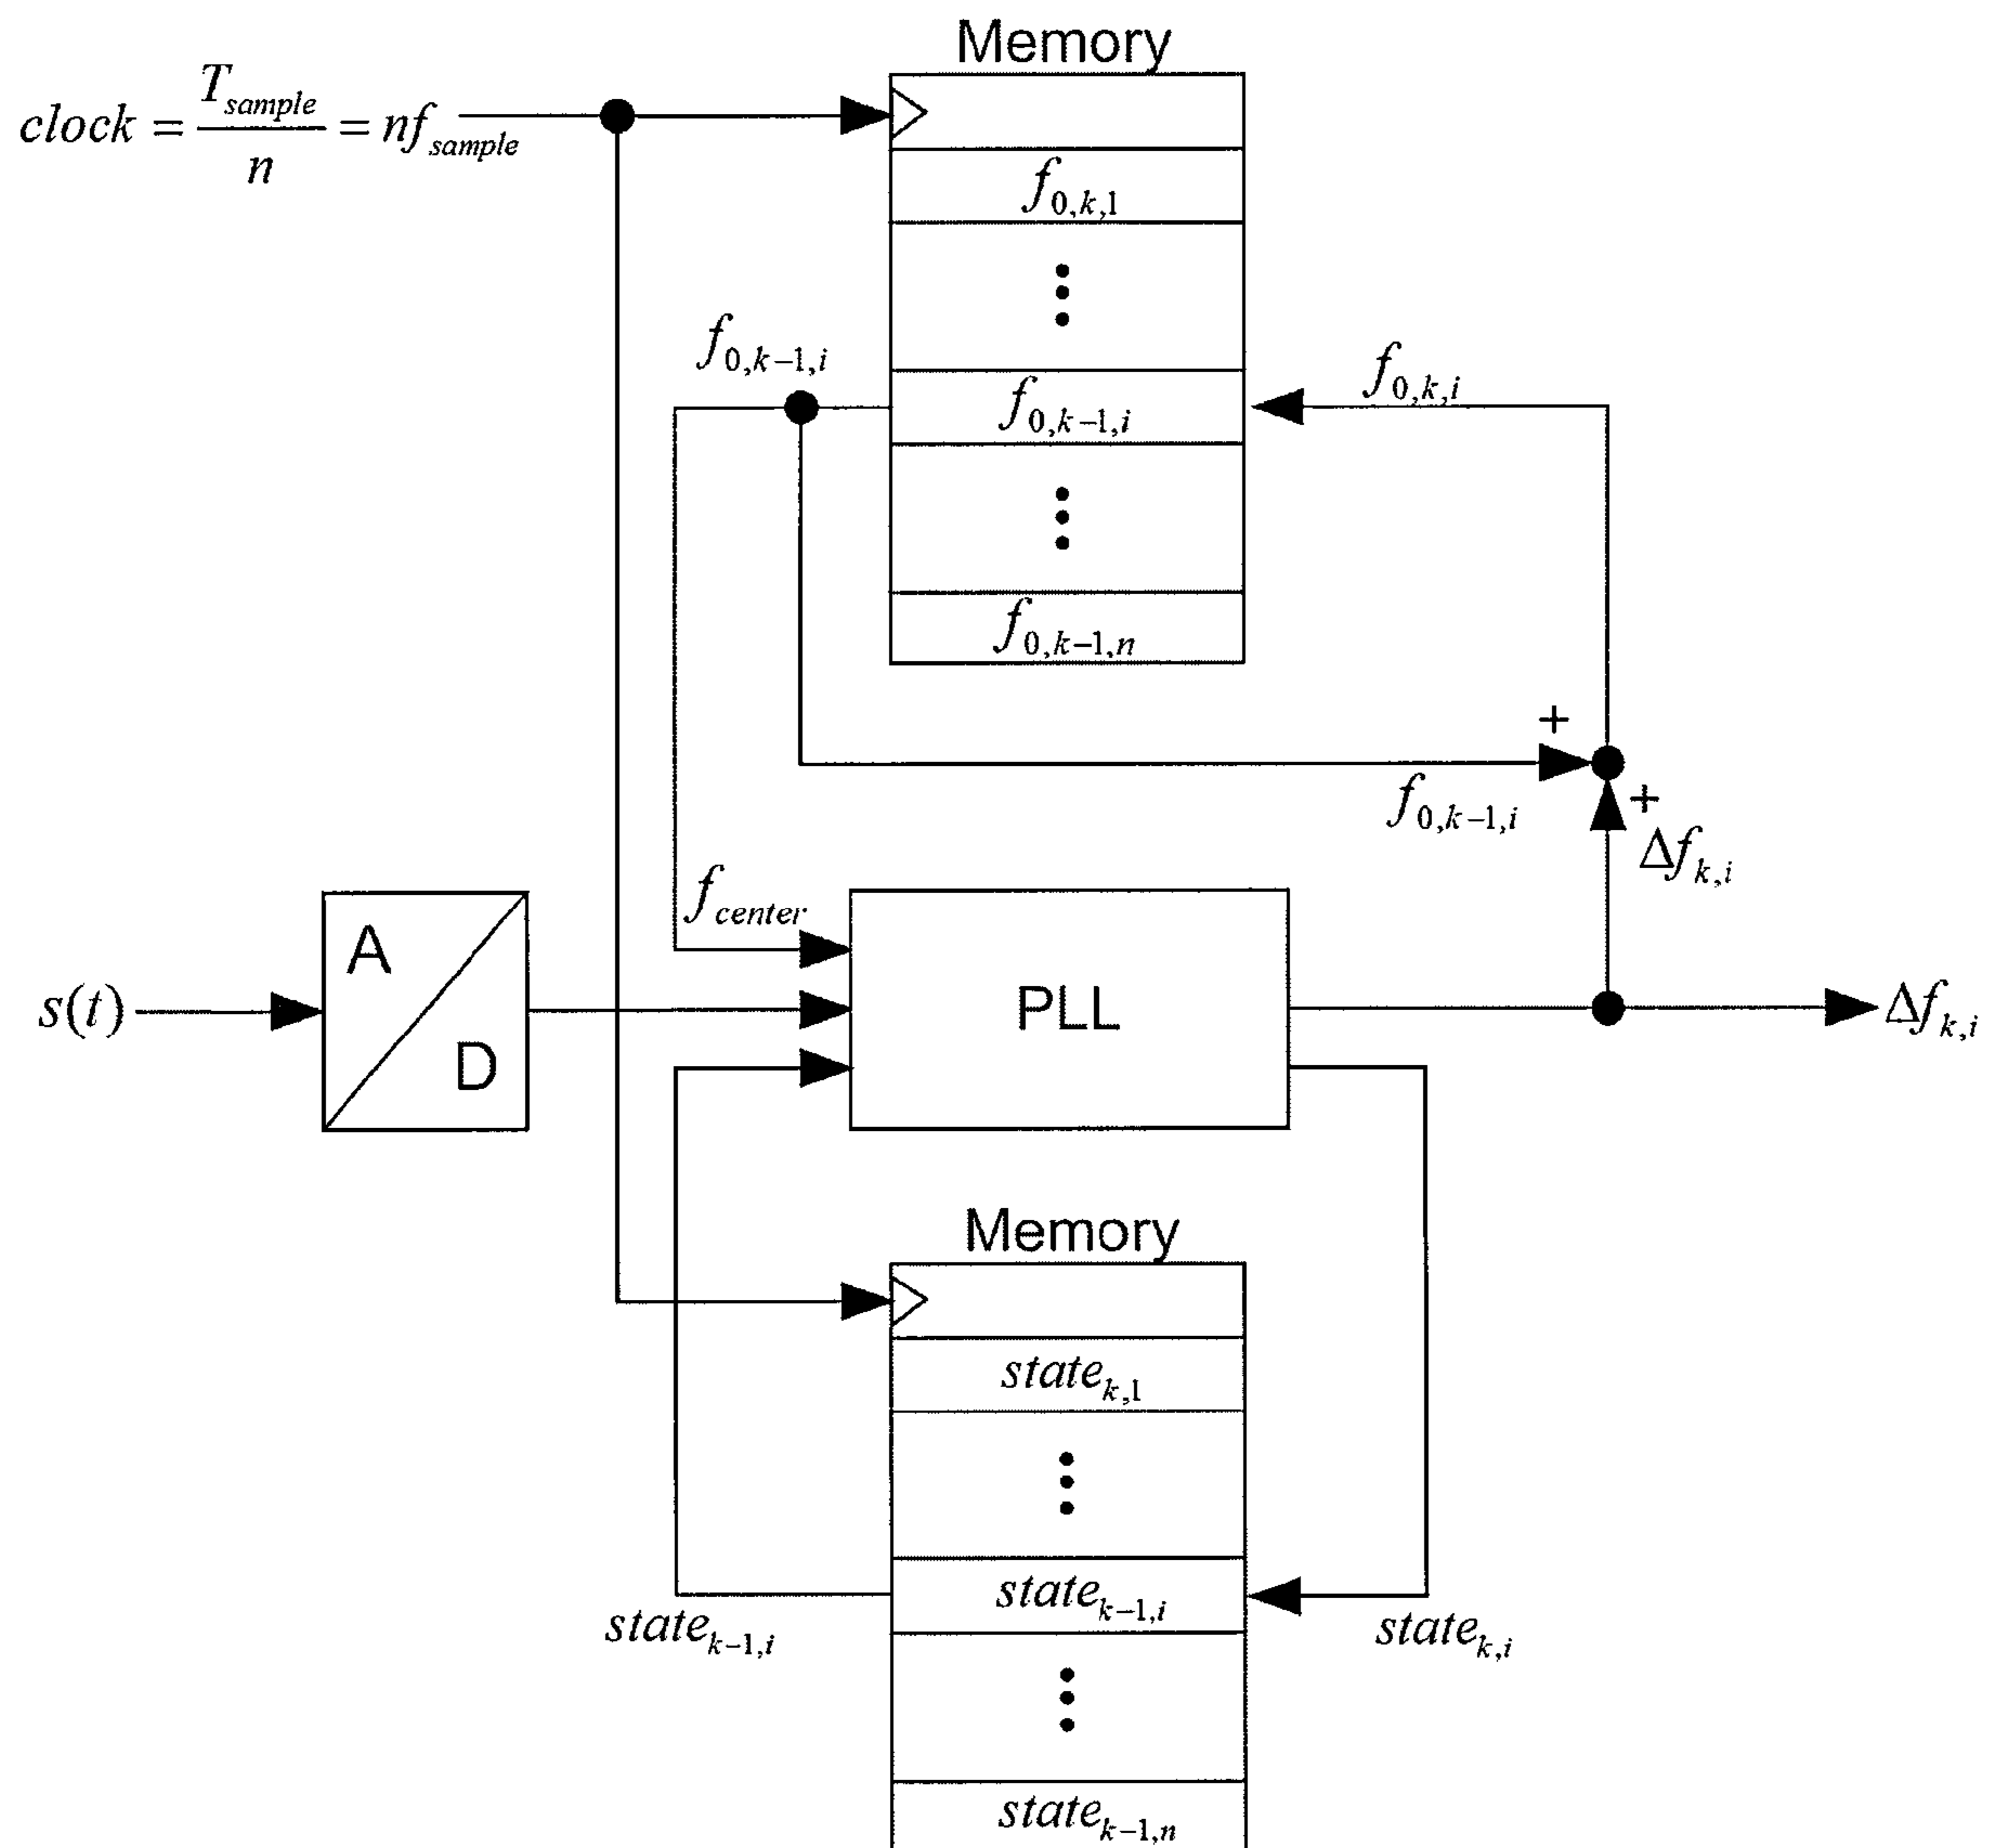 Memory
clock = T_sample / n = nf_sample
f_0,k,1
f_0,k−1,i
f_0,k−1,i
f_0,k,i
f_0,k−1,n
+
f_0,k−1,i
+
Δf_k,i
f_center
A
D
s(t)
PLL
Δf_k,i
Memory
state_k,1
state_k−1,i
state_k−1,i
state_k,i
state_k−1,n